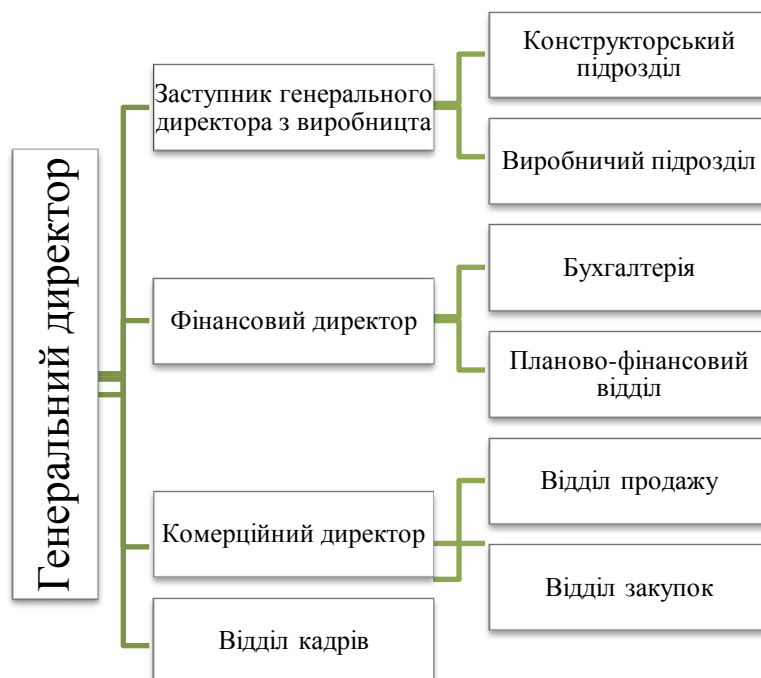 Генеральний директор
Заступник генерального
директора з виробницта
Конструкторський
підрозділ
Виробничий підрозділ
Фінансовий директор
Бухгалтерія
Планово-фінансовий
відділ
Комерційний директор
Відділ продажу
Відділ закупок
Відділ кадрів